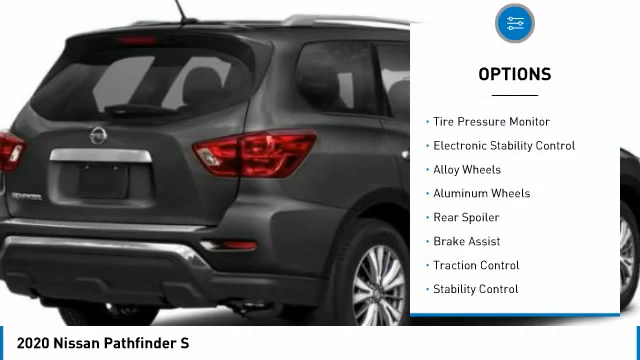 OPTIONS
• Tire Pressure Monitor
• Electronic Stability Control
• Alloy Wheels
• Aluminum Wheels
• Rear Spoiler
• Brake Assist
• Traction Control
• Stability Control
2020 Nissan Pathfinder S